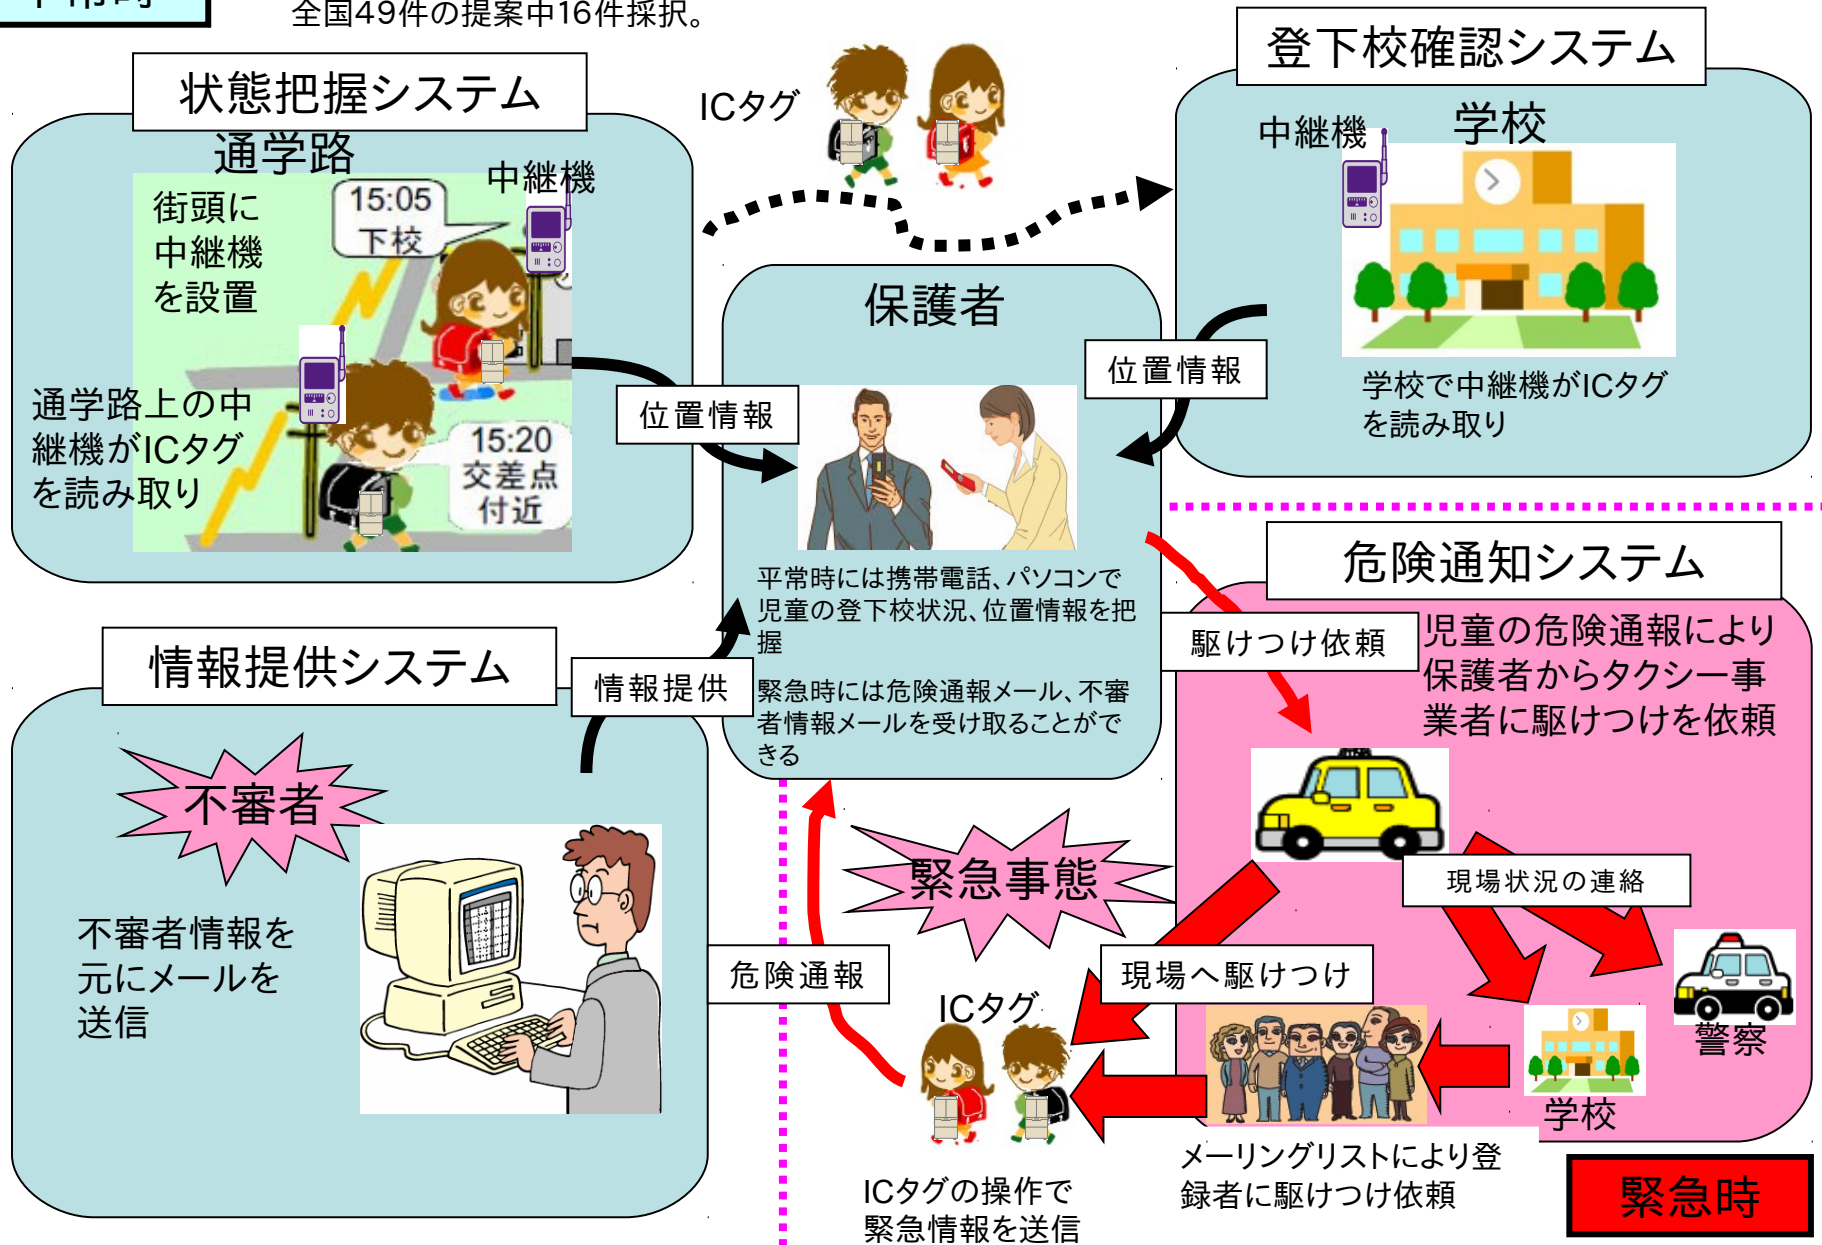 全国49件の提案中16件採択。
状態把握システム
通学路
街頭に
中継機
を設置
15:05
下校
中継機
通学路上の中
継機がICタグ
を読み取り
15:20
交差点
付近
ICタグ
登下校確認システム
学校
中継機
学校で中継機がICタグ
を読み取り
位置情報
位置情報
保護者
平常時には携帯電話、パソコンで
児童の登下校状況、位置情報を把
握
緊急時には危険通報メール、不審
者情報メールを受け取ることがで
きる
情報提供システム
情報提供
不審者
不審者情報を
元にメールを
送信
危険通知システム
児童の危険通報により
保護者からタクシー事
業者に駆けつけを依頼
駆けつけ依頼
緊急事態
現場状況の連絡
危険通報
現場へ駆けつけ
ICタグ
警察
学校
メーリングリストにより登
録者に駆けつけ依頼
ICタグの操作で
緊急情報を送信
緊急時